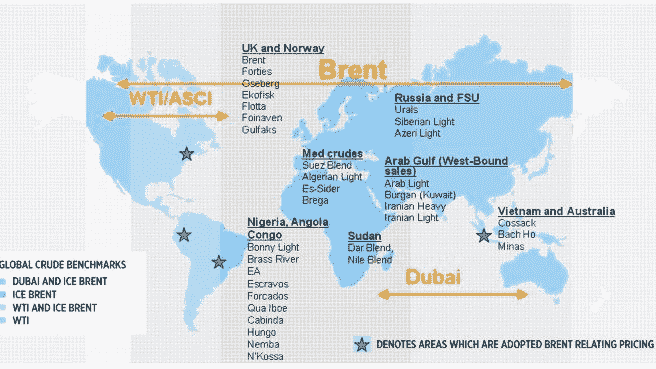 UK and Norway
Brent
Forties
Oseberg
Ekofisk
Flotta
Foinaven
Gulfaks
Brent
WTI/ASCI
Russia and FSU
Urals
Siberian Light
Azeri Light
Med crudes
Suez Blend
Algerian Light
Es-Sider
Brega
Arab Gulf (West-Bound
sales)
Arab Light
Burgan (Kuwait)
Iranian Heavy
Iranian Light
Nigeria, Angola
Congo
Bonny Light
Brass River
EA
Escravos
Forcados
Qua Iboe
Cabinda
Hungo
Nemba
N'Kossa
Sudan
Dar Blend
Nile Blend
Vietnam and Australia
Cossack
Bach Ho
Minas
Dubai
GLOBAL CRUDE BENCHMARKS
DUBAI AND ICE BRENT
ICE BRENT
WTI AND ICE BRENT
WTI
DENOTES AREAS WHICH ARE ADOPTED BRENT RELATING PRICING